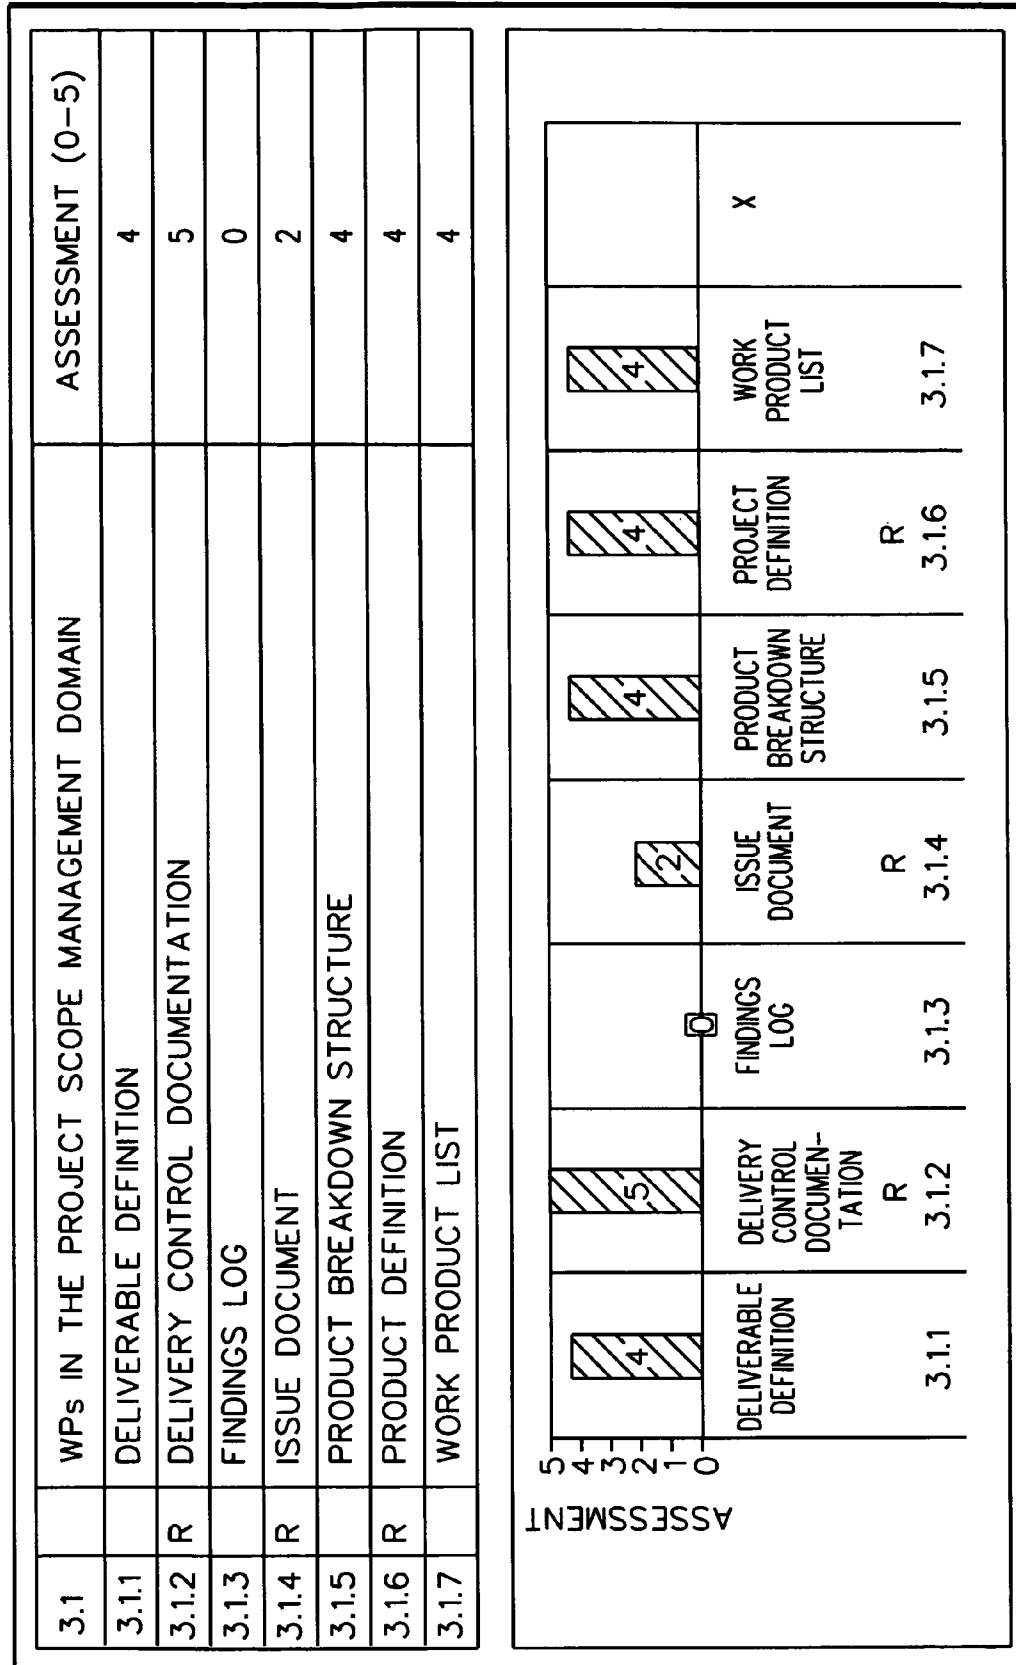 3.1 WPs IN THE PROJECT SCOPE MANAGEMENT DOMAIN ASSESSMENT (0-5)
3.1.1 DELIVERABLE DEFINITION 4
3.1.2 R DELIVERY CONTROL DOCUMENTATION 5
3.1.3 FINDINGS LOG 0
3.1.4 R ISSUE DOCUMENT 2
3.1.5 PRODUCT BREAKDOWN STRUCTURE 4
3.1.6 R PRODUCT DEFINITION 4
3.1.7 WORK PRODUCT LIST 4
ASSESSMENT
5
4
3
2
1
0
4
5
0
2
4
4
4
DELIVERABLE
DEFINITION
3.1.1
DELIVERY
CONTROL
DOCUMEN-
TATION
R
3.1.2
FINDINGS
LOG
3.1.3
ISSUE
DOCUMENT
R
3.1.4
PRODUCT
BREAKDOWN
STRUCTURE
3.1.5
PROJECT
DEFINITION
R
3.1.6
WORK
PRODUCT
LIST
3.1.7
X